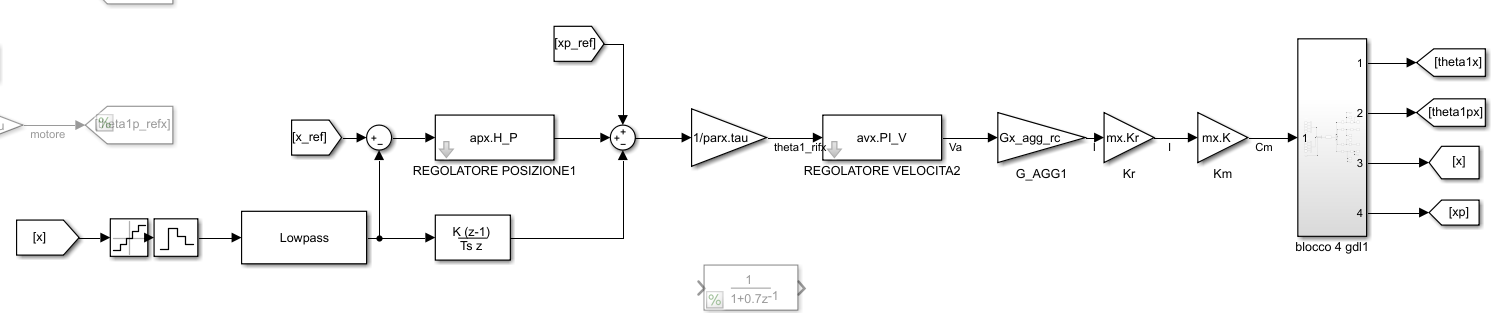 [xp_ref]
[theta1x]
[theta1p_refx]
motore
[x_ref]
+
−
apx.H_P
REGOLATORE POSIZIONE1
+
+
−
1/parx.tau
theta1_rifx
avx.PI_V
REGOLATORE VELOCITA2
Va
Gx_agg_rc
G_AGG1
I
mx.Kr
Kr
I
mx.K
Km
Cm
1
1
2
3
4
blocco 4 gdl1
[theta1px]
[x]
[xp]
[x]
Lowpass
K (z-1)
Ts z
%
1
1+0.7z-1
%